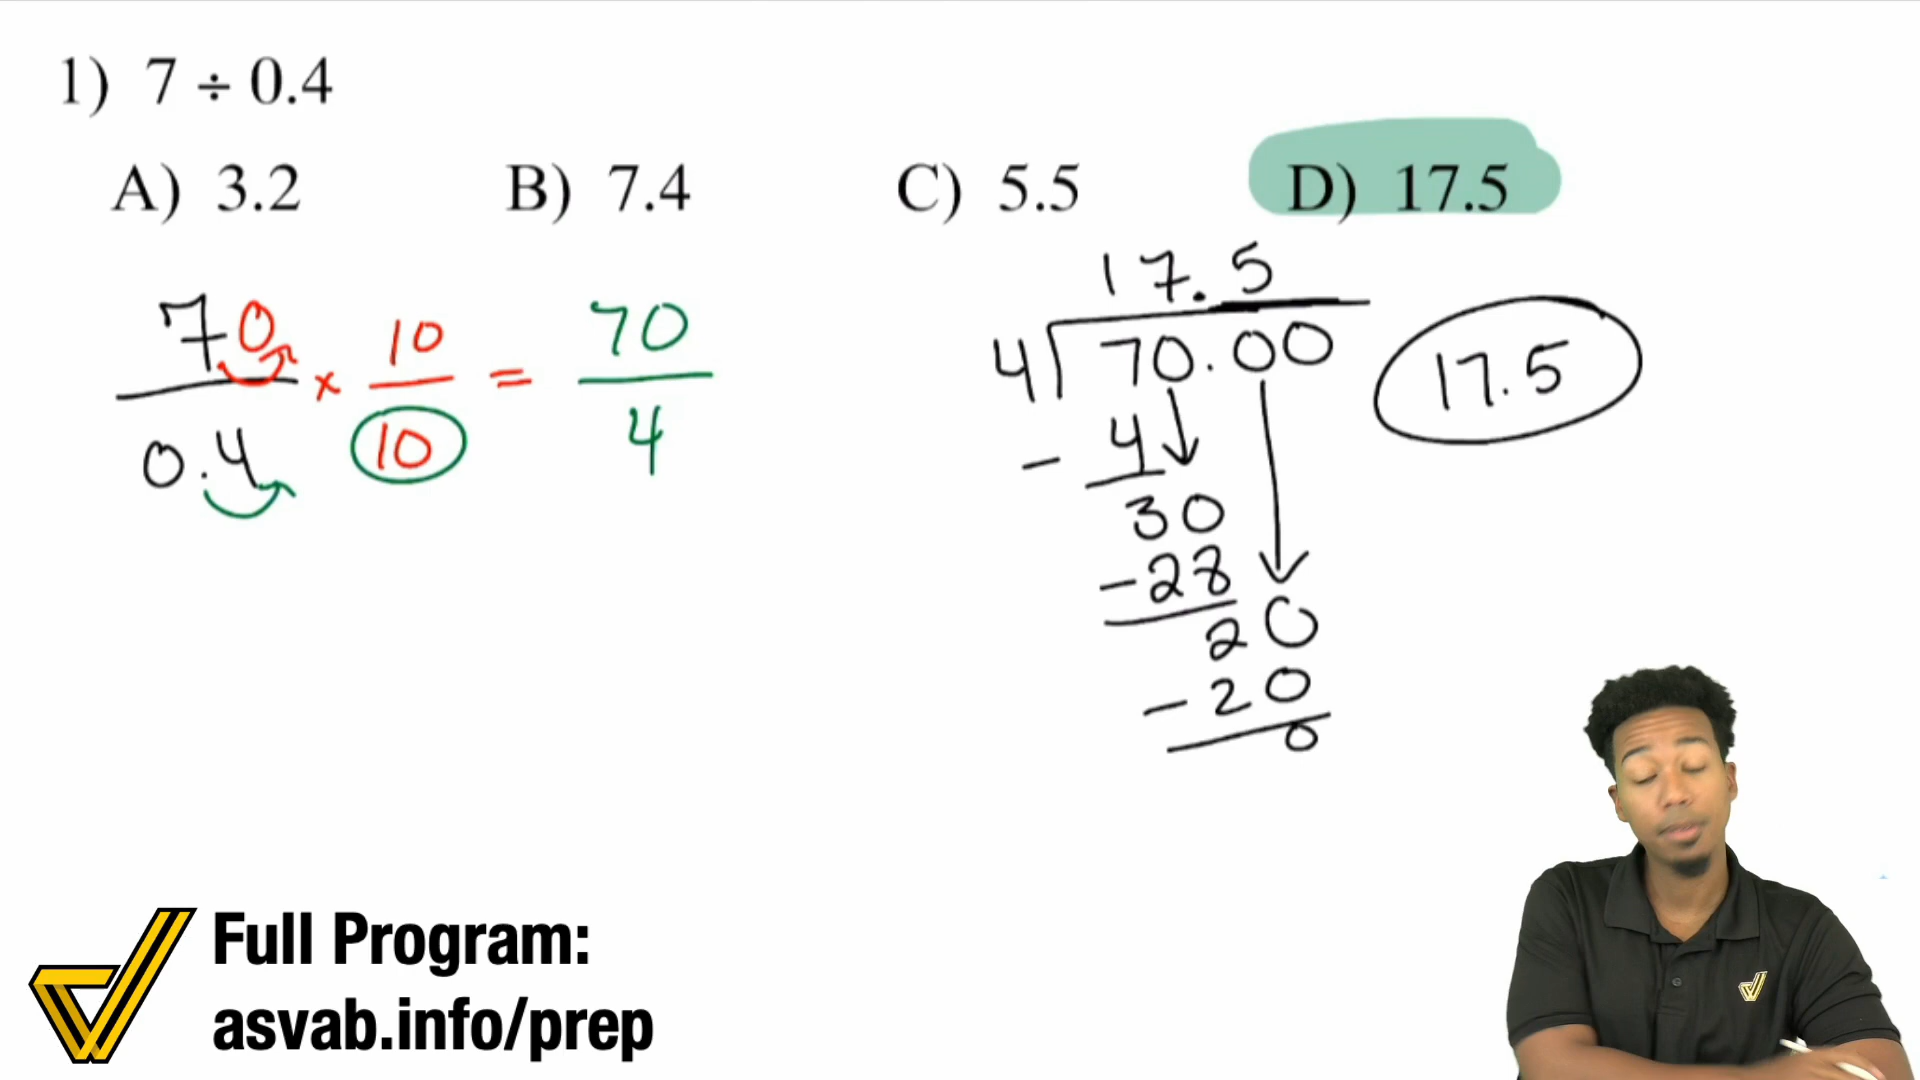 1) 7 ÷ 0.4
A) 3.2 B) 7.4 C) 5.5 D) 17.5
70 / 0.4 × 10 / 10 = 70 / 4
17.5
4 70.00
17.5
- 4
30
-28
20
-20
0
Full Program:
asvab.info/prep